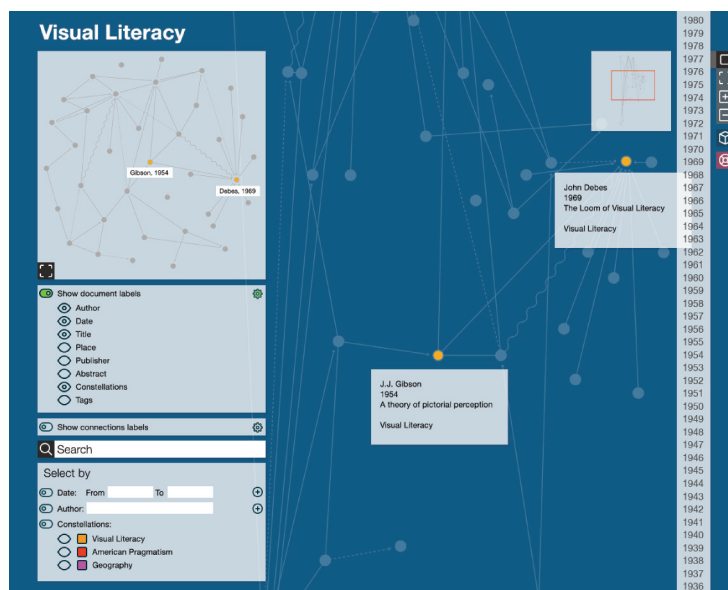 Visual Literacy
Gibson, 1954
Debes, 1969
Show document labels
Author
Date
Title
Place
Publisher
Abstract
Constellations
Tags
Show connections labels
Search
Select by
Date: From To
Author:
Constellations:
Visual Literacy
American Pragmatism
Geography
John Debes
1969
The Loom of Visual Literacy
Visual Literacy
J.J. Gibson
1954
A theory of pictorial perception
Visual Literacy
1980
1979
1978
1977
1976
1975
1974
1973
1972
1971
1970
1969
1968
1967
1966
1965
1964
1963
1962
1961
1960
1959
1958
1957
1956
1955
1954
1953
1952
1951
1950
1949
1948
1947
1946
1945
1944
1943
1942
1941
1940
1939
1938
1937
1936